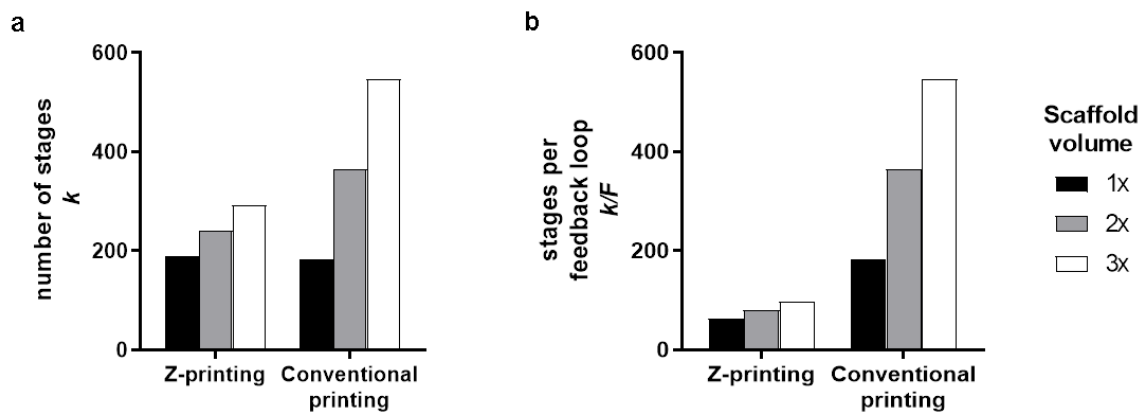 a
number of stages
k
600
400
200
0
Z-printing
Conventional
printing
b
stages per
feedback loop
k/F
600
400
200
0
Z-printing
Conventional
printing
Scaffold
volume
1x
2x
3x